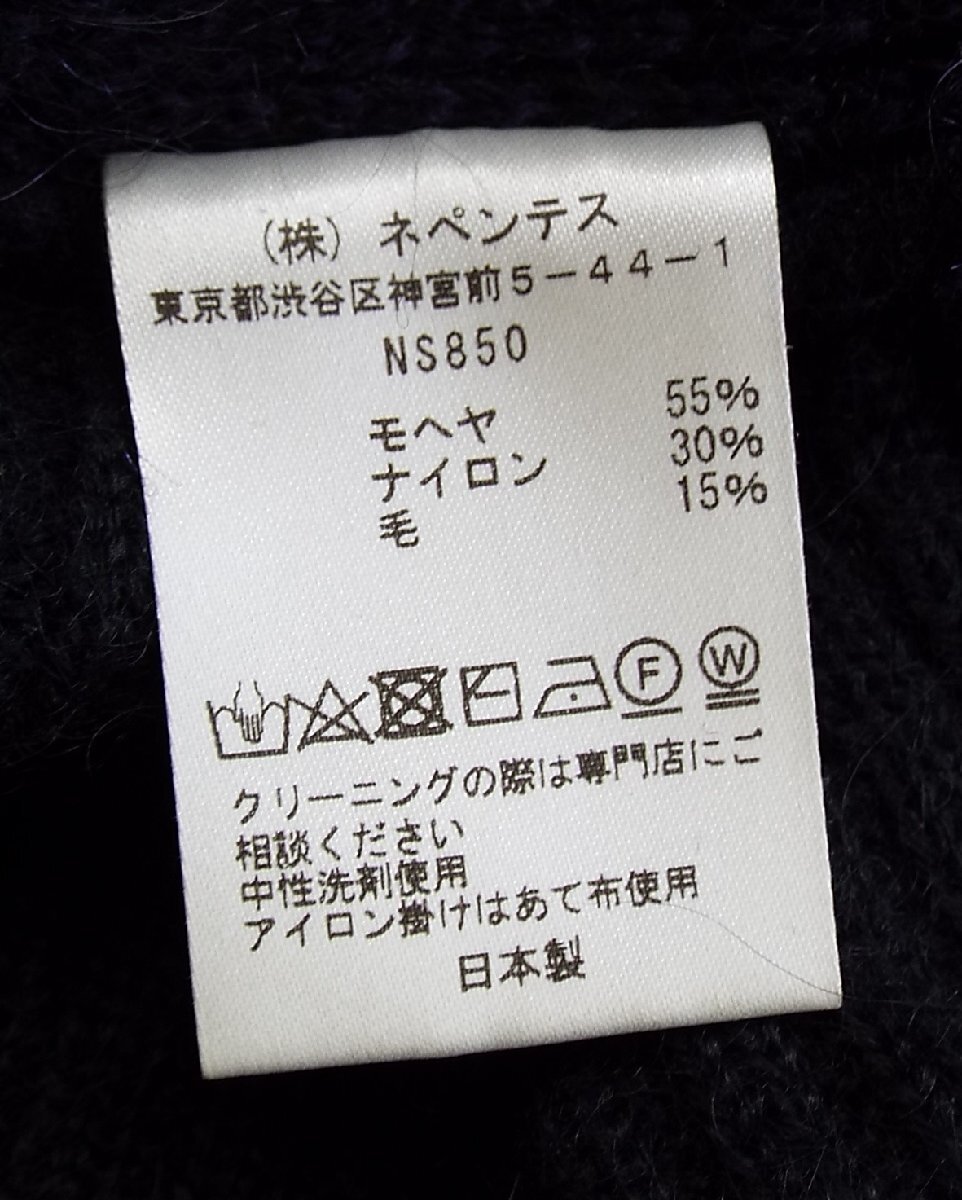 (株) ネペンテス
東京都渋谷区神宮前5-44-1
NS850
モヘヤ 55%
ナイロン 30%
毛 15%
F W
クリーニングの際は専門店にご
相談ください
中性洗剤使用
アイロン掛けはあて布使用
日本製